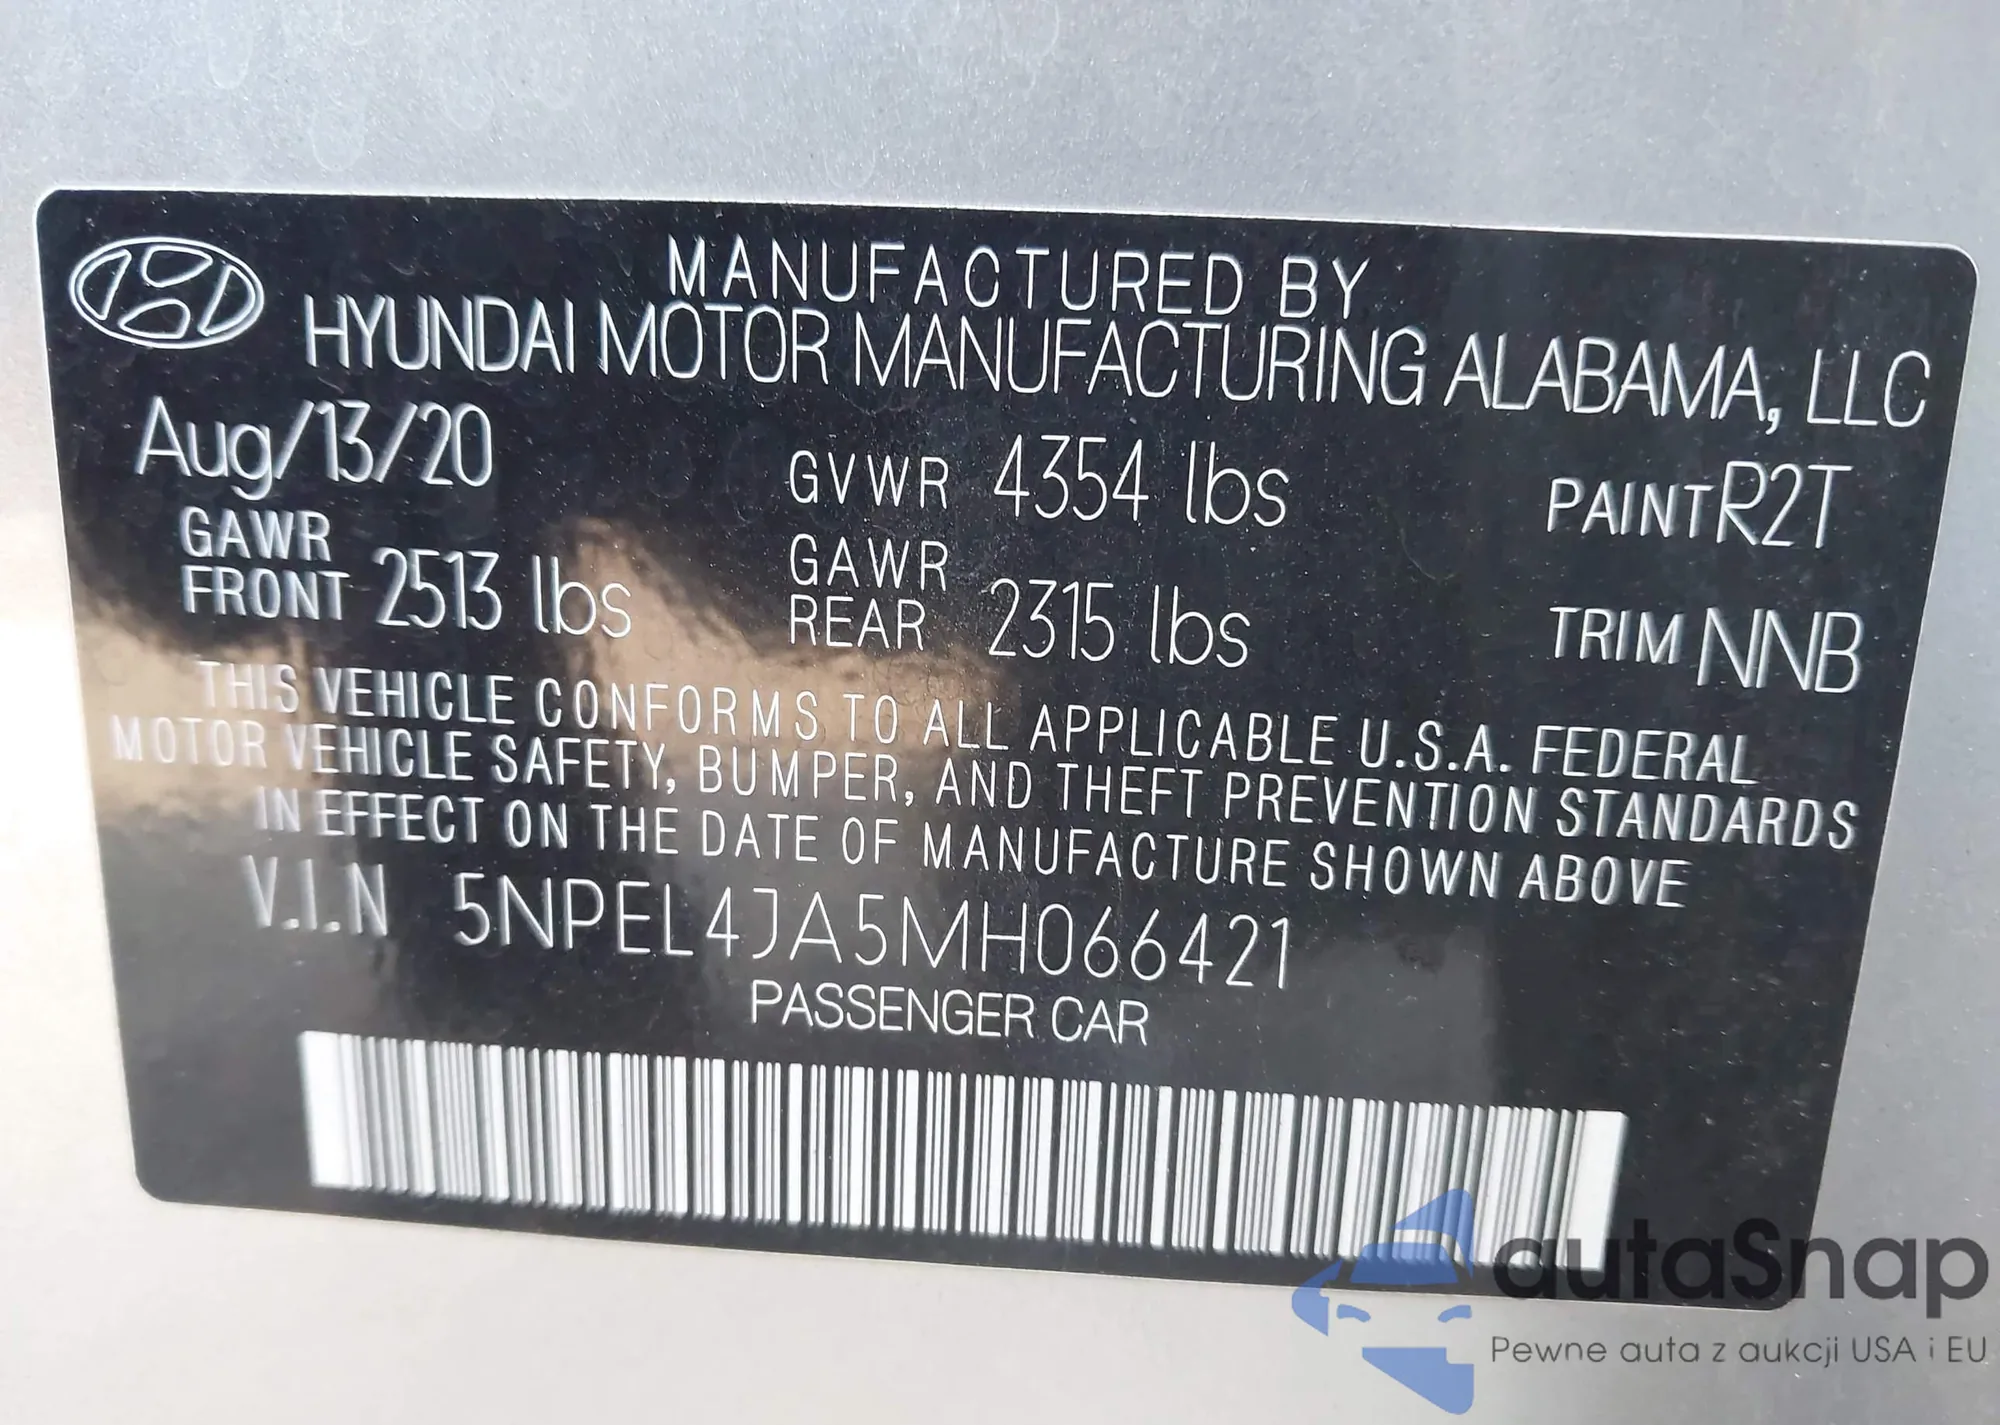 MANUFACTURED BY
HYUNDAI MOTOR MANUFACTURING ALABAMA, LLC
Aug/13/20 GVWR 4354 lbs PAINT R2T
GAWR FRONT 2513 lbs GAWR REAR 2315 lbs TRIM NNB
THIS VEHICLE CONFORMS TO ALL APPLICABLE U.S.A. FEDERAL
MOTOR VEHICLE SAFETY, BUMPER, AND THEFT PREVENTION STANDARDS
IN EFFECT ON THE DATE OF MANUFACTURE SHOWN ABOVE
V.I.N 5NPEL4JA5MH066421
PASSENGER CAR
autaSnap
Pewne auta z aukcji USA i EU